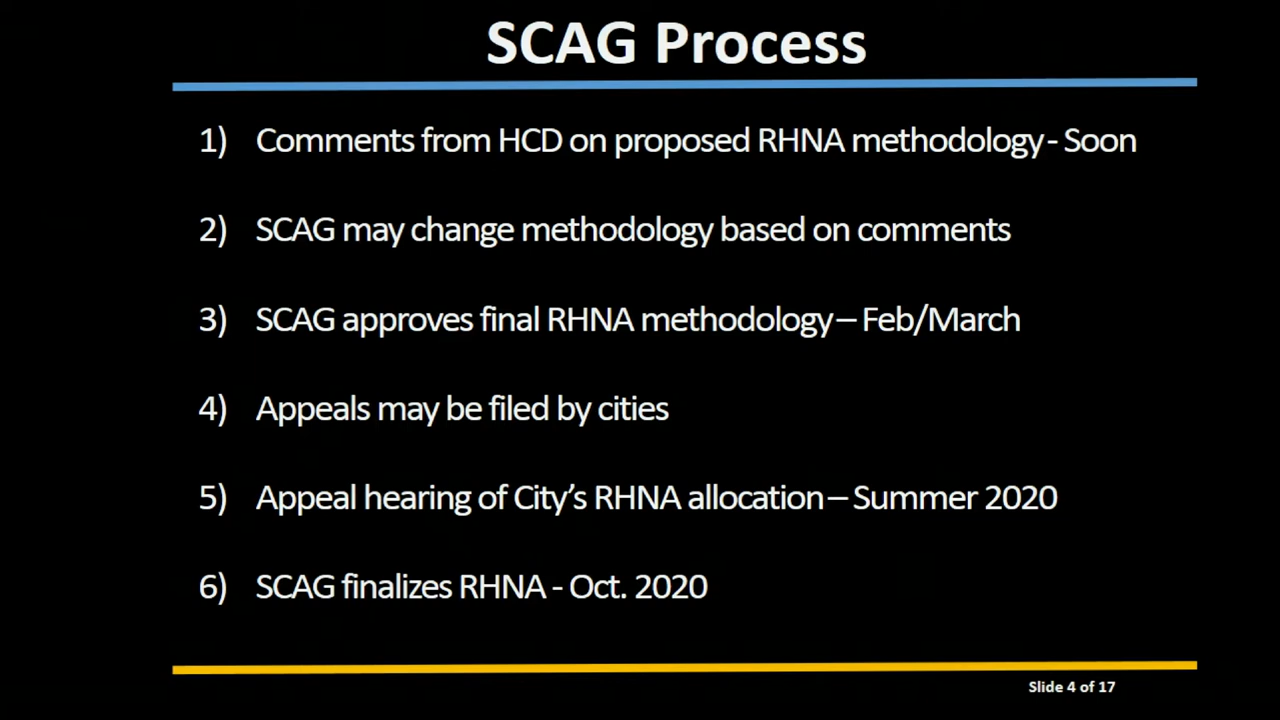 SCAG Process
1) Comments from HCD on proposed RHNA methodology - Soon
2) SCAG may change methodology based on comments
3) SCAG approves final RHNA methodology – Feb/March
4) Appeals may be filed by cities
5) Appeal hearing of City’s RHNA allocation – Summer 2020
6) SCAG finalizes RHNA - Oct. 2020
Slide 4 of 17